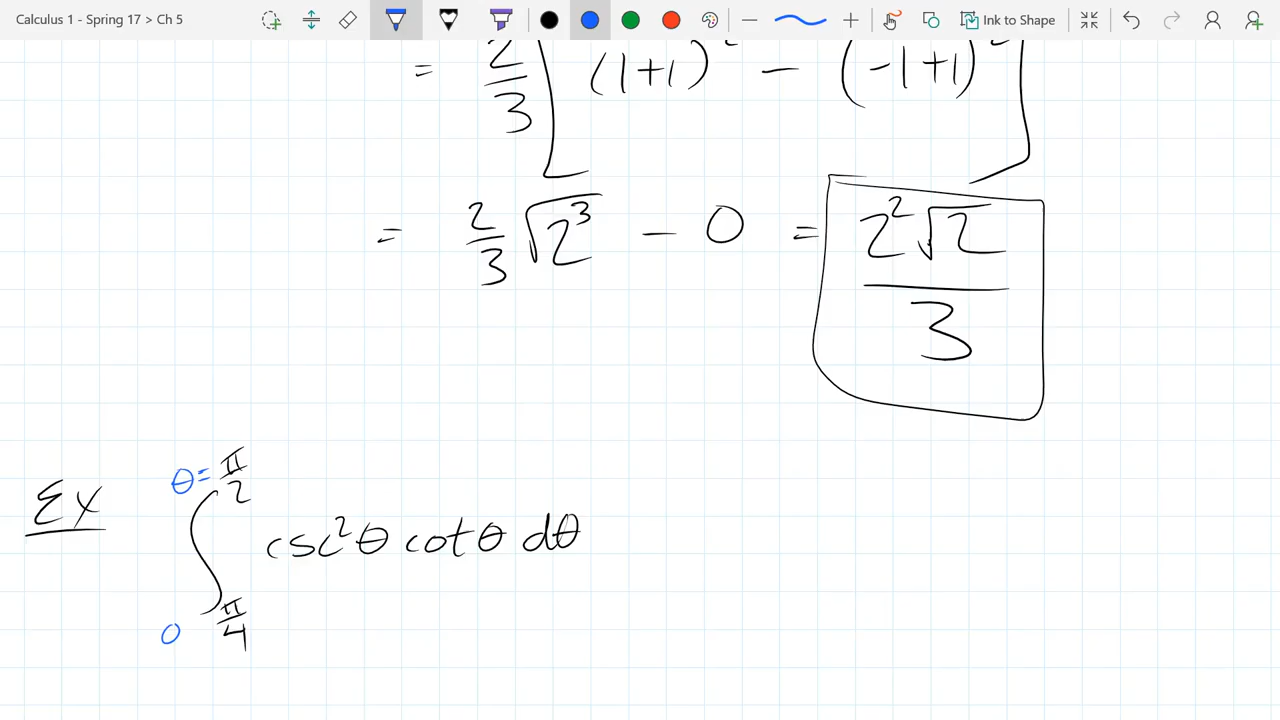 Calculus 1 - Spring 17 > Ch 5
Ink to Shape
= 2/3 [ (1+1) - (-1+1) ]
= 2/3 √2³ - 0 = 2²√2 / 3
Ex ∫ θ=π/2 0 π/4 csc²θ cotθ dθ